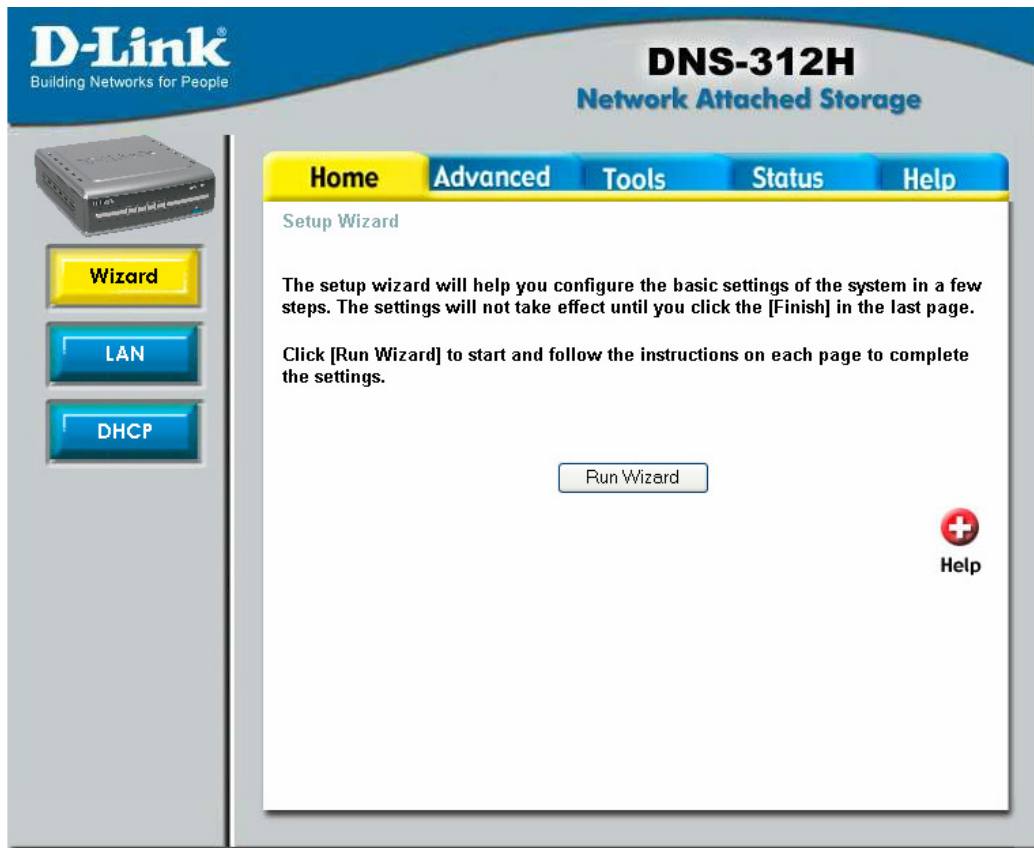 D-Link®
Building Networks for People
DNS-312H
Network Attached Storage
Home
Advanced
Tools
Status
Help
Wizard
LAN
DHCP
Setup Wizard
The setup wizard will help you configure the basic settings of the system in a few
steps. The settings will not take effect until you click the [Finish] in the last page.
Click [Run Wizard] to start and follow the instructions on each page to complete
the settings.
Run Wizard
Help